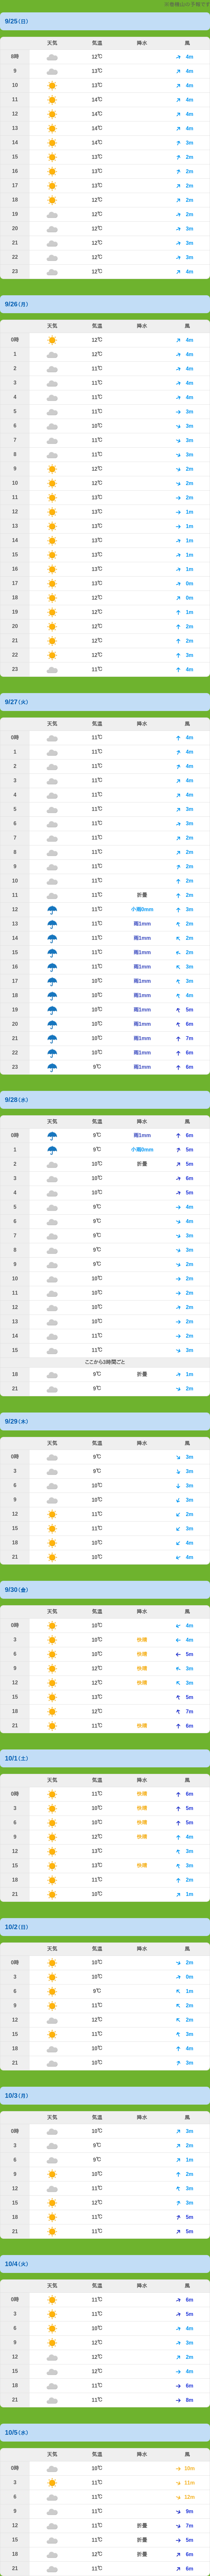 の予報です
9/25(日)
天気 気温 降水 風
8時 12℃ 4m
9 13℃ 4m
10 13℃ 4m
11 14℃ 4m
12 14℃ 4m
13 14℃ 4m
14 14℃ 3m
15 13℃ 2m
16 13℃ 2m
17 13℃ 2m
18 12℃ 2m
19 12℃ 2m
20 12℃ 3m
21 12℃ 3m
22 12℃ 3m
23 12℃ 4m
9/26(月)
天気 気温 降水 風
0時 12℃ 4m
1 12℃ 4m
2 11℃ 4m
3 11℃ 4m
4 11℃ 4m
5 11℃ 3m
6 10℃ 3m
7 11℃ 3m
8 11℃ 3m
9 12℃ 2m
10 12℃ 2m
11 13℃ 2m
12 13℃ 1m
13 13℃ 1m
14 13℃ 1m
15 13℃ 1m
16 13℃ 1m
17 13℃ 0m
18 12℃ 0m
19 12℃ 1m
20 12℃ 2m
21 12℃ 2m
22 12℃ 3m
23 11℃ 4m
9/27(火)
天気 気温 降水 風
0時 11℃ 4m
1 11℃ 4m
2 11℃ 4m
3 11℃ 4m
4 11℃ 4m
5 11℃ 3m
6 11℃ 3m
7 11℃ 2m
8 11℃ 2m
9 11℃ 2m
10 11℃ 2m
11 11℃ 折畳 2m
12 11℃ 小雨0mm 3m
13 11℃ 雨1mm 2m
14 11℃ 雨1mm 2m
15 11℃ 雨1mm 2m
16 11℃ 雨1mm 3m
17 10℃ 雨1mm 3m
18 10℃ 雨1mm 4m
19 10℃ 雨1mm 5m
20 10℃ 雨1mm 6m
21 10℃ 雨1mm 7m
22 10℃ 雨1mm 6m
23 9℃ 雨1mm 6m
9/28(水)
天気 気温 降水 風
0時 9℃ 雨1mm 6m
1 9℃ 小雨0mm 5m
2 10℃ 折畳 5m
3 10℃ 6m
4 10℃ 5m
5 9℃ 4m
6 9℃ 4m
7 9℃ 3m
8 9℃ 3m
9 9℃ 2m
10 10℃ 2m
11 10℃ 2m
12 10℃ 2m
13 10℃ 2m
14 11℃ 2m
15 11℃ 3m
ここから3時間ごと
18 9℃ 折畳 1m
21 9℃ 2m
9/29(木)
天気 気温 降水 風
0時 9℃ 3m
3 9℃ 3m
6 10℃ 3m
9 10℃ 3m
12 11℃ 2m
15 11℃ 3m
18 10℃ 4m
21 10℃ 4m
9/30(金)
天気 気温 降水 風
0時 10℃ 4m
3 10℃ 快晴 4m
6 10℃ 快晴 5m
9 12℃ 快晴 3m
12 12℃ 快晴 3m
15 13℃ 5m
18 12℃ 7m
21 11℃ 快晴 6m
10/1(土)
天気 気温 降水 風
0時 11℃ 快晴 6m
3 10℃ 快晴 5m
6 10℃ 快晴 5m
9 12℃ 快晴 4m
12 13℃ 3m
15 13℃ 快晴 3m
18 11℃ 2m
21 10℃ 1m
10/2(日)
天気 気温 降水 風
0時 10℃ 2m
3 10℃ 0m
6 9℃ 1m
9 11℃ 2m
12 12℃ 2m
15 11℃ 3m
18 10℃ 4m
21 10℃ 3m
10/3(月)
天気 気温 降水 風
0時 10℃ 3m
3 9℃ 2m
6 9℃ 1m
9 10℃ 2m
12 11℃ 3m
15 12℃ 3m
18 11℃ 5m
21 11℃ 5m
10/4(火)
天気 気温 降水 風
0時 11℃ 6m
3 11℃ 5m
6 10℃ 4m
9 12℃ 3m
12 12℃ 2m
15 12℃ 4m
18 11℃ 6m
21 11℃ 8m
10/5(水)
天気 気温 降水 風
0時 10℃ 10m
3 11℃ 11m
6 11℃ 12m
9 11℃ 9m
12 11℃ 折畳 7m
15 11℃ 折畳 5m
18 12℃ 折畳 6m
21 11℃ 6m